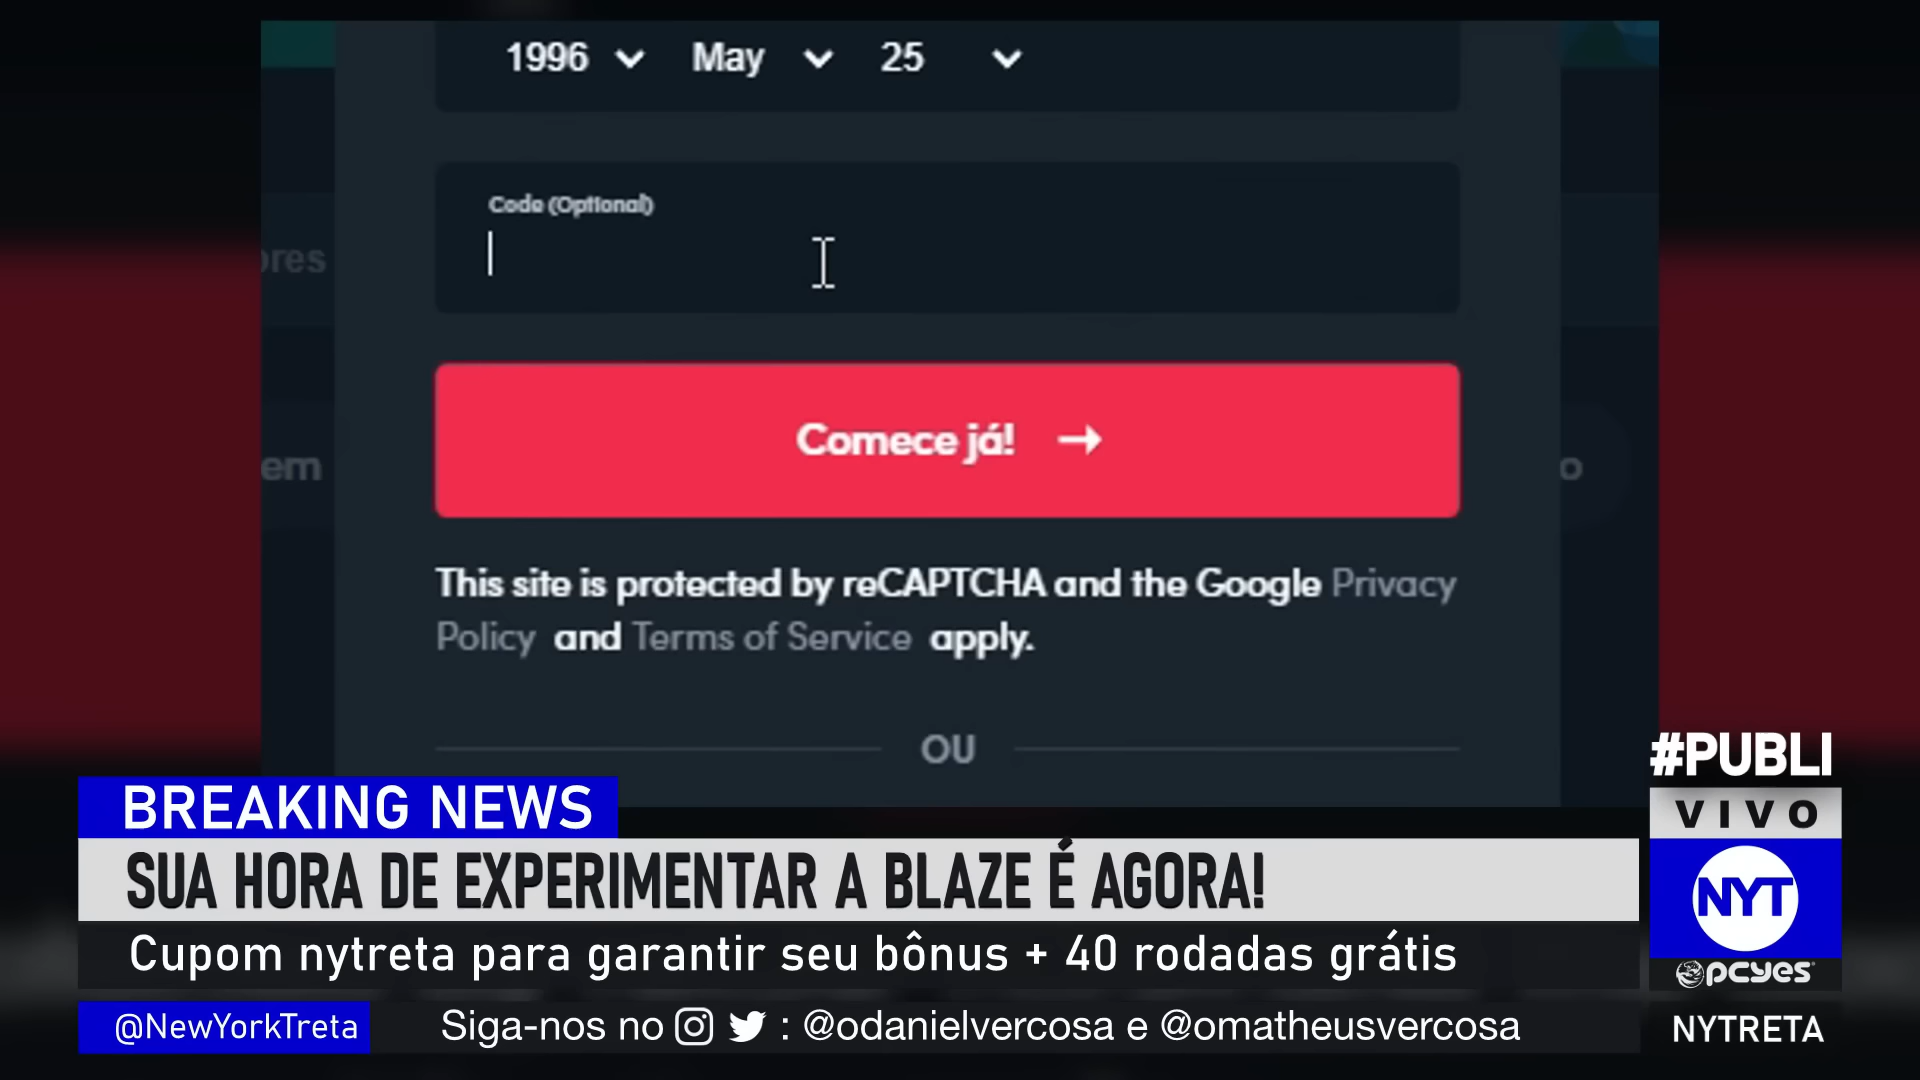 1996 May 25
Code (Optional)
ores
Comece já!
em
o
This site is protected by reCAPTCHA and the Google Privacy
Policy and Terms of Service apply.
OU
#PUBLI
BREAKING NEWS
VIVO
SUA HORA DE EXPERIMENTAR A BLAZE É AGORA!
NYT
Cupom nytreta para garantir seu bônus + 40 rodadas grátis
pcyes
@NewYorkTreta
Siga-nos no : @odanielvercosa e @omatheusvercosa
NYTRETA